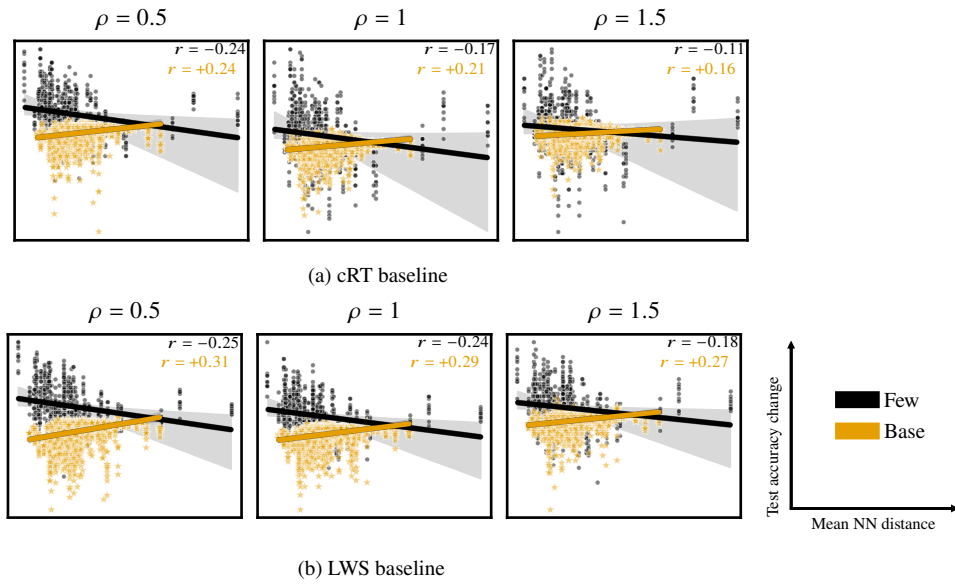 ρ = 0.5
ρ = 1
ρ = 1.5
r = −0.24
r = +0.24
r = −0.17
r = +0.21
r = −0.11
r = +0.16
(a) cRT baseline
ρ = 0.5
ρ = 1
ρ = 1.5
r = −0.25
r = +0.31
r = −0.24
r = +0.29
r = −0.18
r = +0.27
(b) LWS baseline
Test accuracy change
Few
Base
Mean NN distance